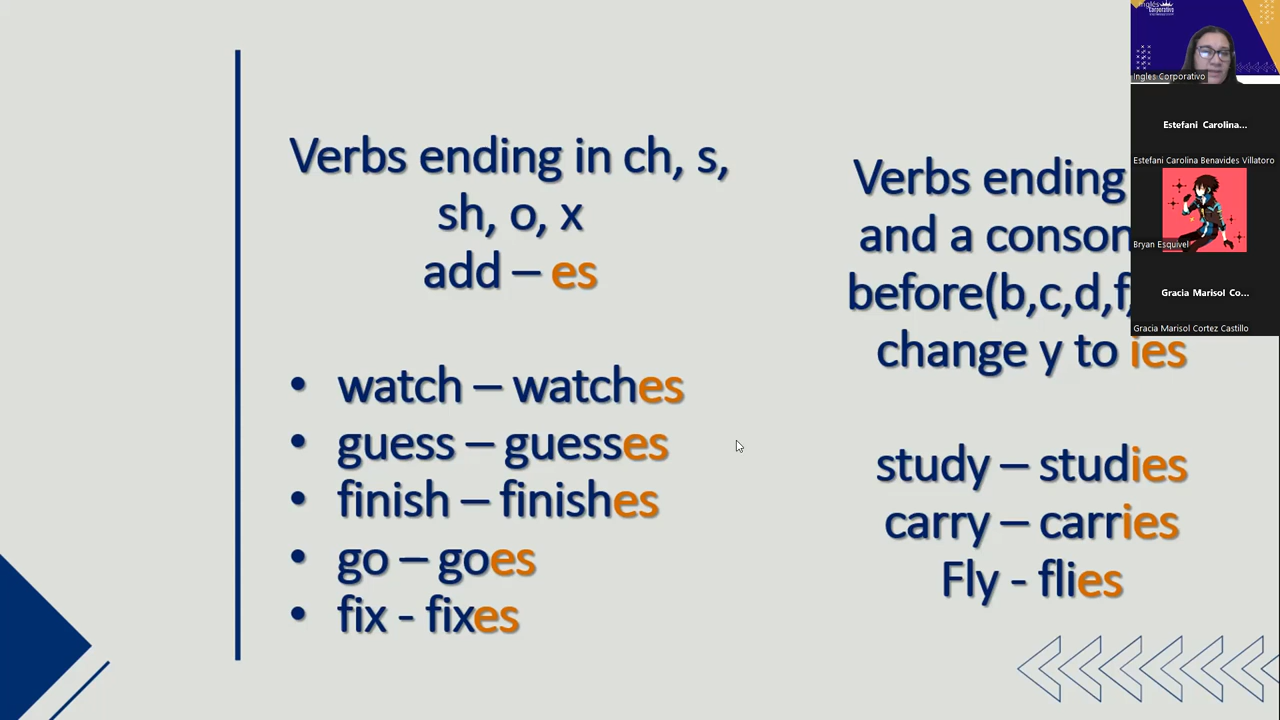 Verbs ending in ch, s,
sh, o, x
add – es
• watch – watches
• guess – guesses
• finish – finishes
• go – goes
• fix - fixes
Verbs ending
and a conson
before(b,c,d,f,
change y to ies
study – studies
carry – carries
Fly - flies
Inglés
Corporativo
Ingles Corporativo
Estefani Carolina...
Estefani Carolina Benavides Villatoro
Bryan Esquivel
Gracia Marisol Co...
Gracia Marisol Cortez Castillo